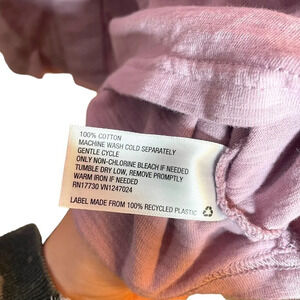 100% COTTON
MACHINE WASH COLD SEPARATELY
GENTLE CYCLE
ONLY NON-CHLORINE BLEACH IF NEEDED
TUMBLE DRY LOW, REMOVE PROMPTLY
WARM IRON IF NEEDED
RN17730 VN1247024
LABEL MADE FROM 100% RECYCLED PLASTIC